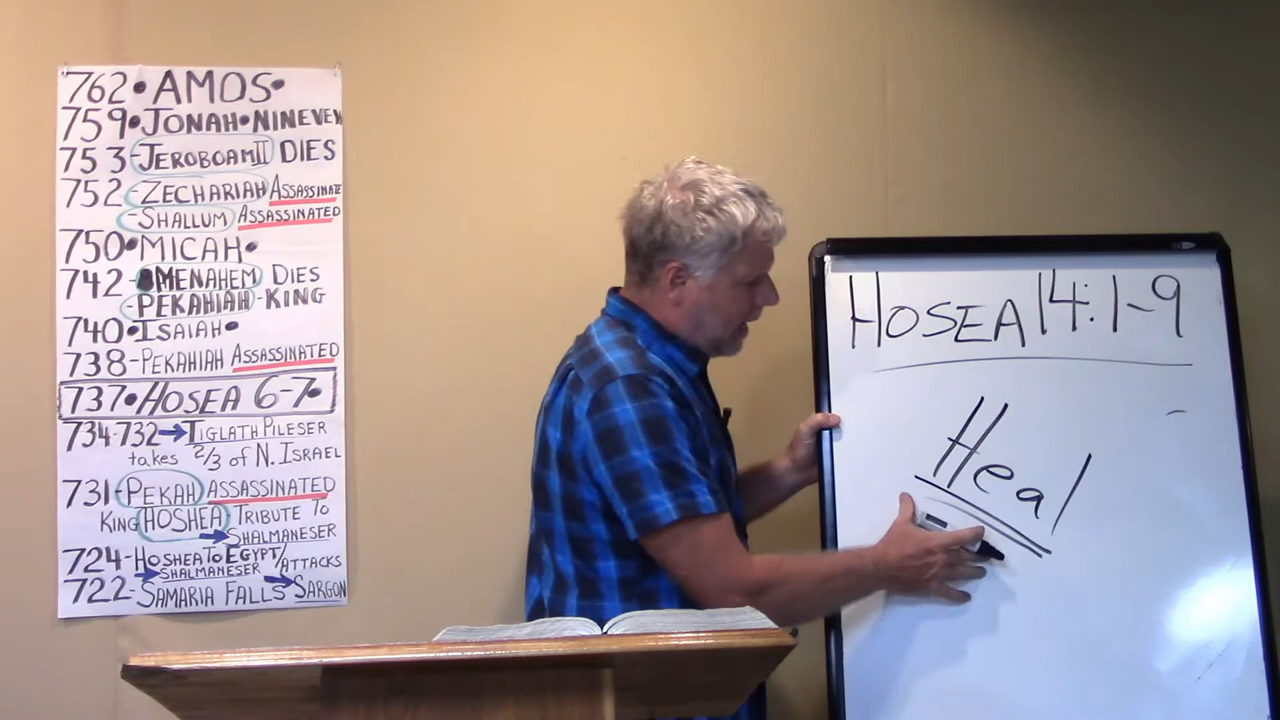 762•AMOS•
759•JONAH•NINEVEH
753-JEROBOAM II DIES
752-ZECHARIAH ASSASSINATE
-SHALLUM ASSASSINATED
750•MICAH•
742-MENAHEM DIES
-PEKAHIAH-KING
740•ISAIAH•
738-PEKAHIAH ASSASSINATED
737•HOSEA 6-7•
734-732→TIGLATH PILESER
takes 2/3 of N. ISRAEL
731-PEKAH ASSASSINATED
KING HOSHEA TRIBUTE TO
→SHALMANESER
724-HOSHEA TO EGYPT/ATTACKS
→SHALMANESER
722-SAMARIA FALLS→SARGON
HOSEA 14:1-9
Heal